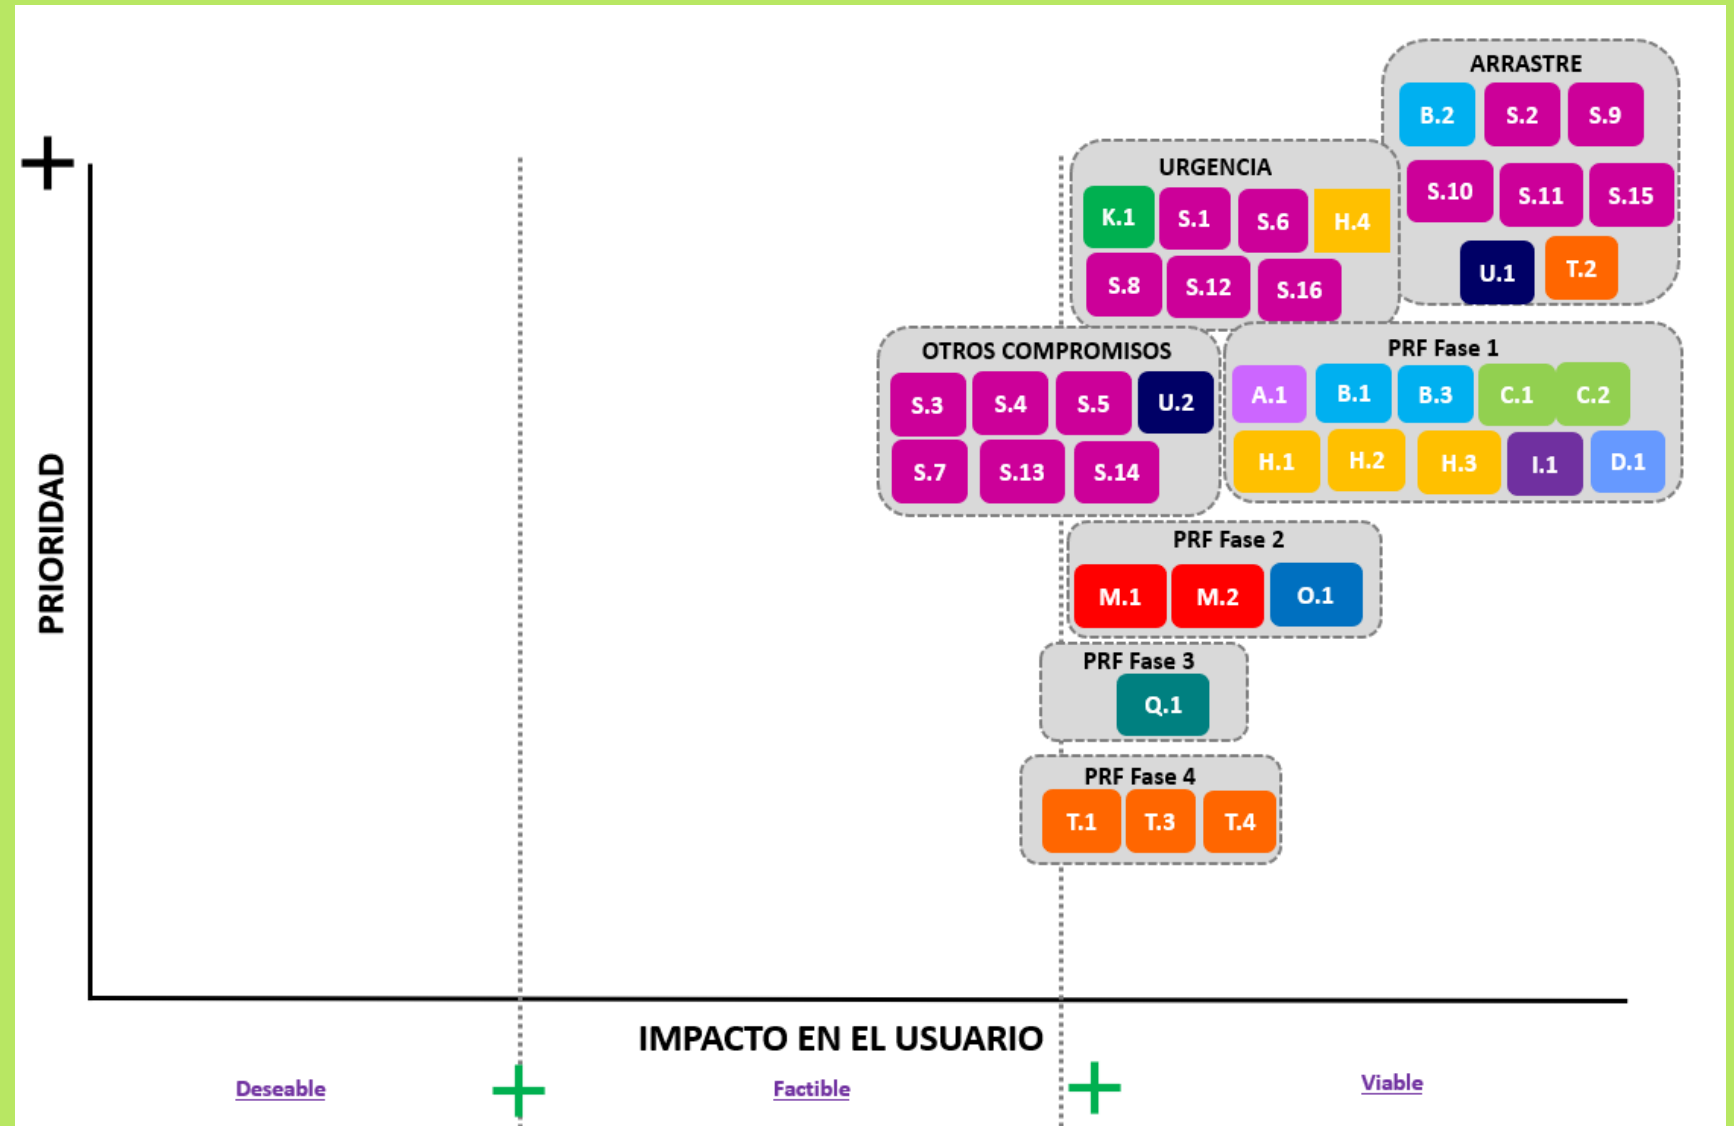 ARRASTRE
B.2 S.2 S.9
S.10 S.11 S.15
U.1 T.2
URGENCIA
K.1 S.1 S.6 H.4
S.8 S.12 S.16
OTROS COMPROMISOS
S.3 S.4 S.5 U.2
S.7 S.13 S.14
PRF Fase 1
A.1 B.1 B.3 C.1 C.2
H.1 H.2 H.3 I.1 D.1
PRF Fase 2
M.1 M.2 O.1
PRF Fase 3
Q.1
PRF Fase 4
T.1 T.3 T.4
PRIORIDAD
IMPACTO EN EL USUARIO
Deseable Factible Viable